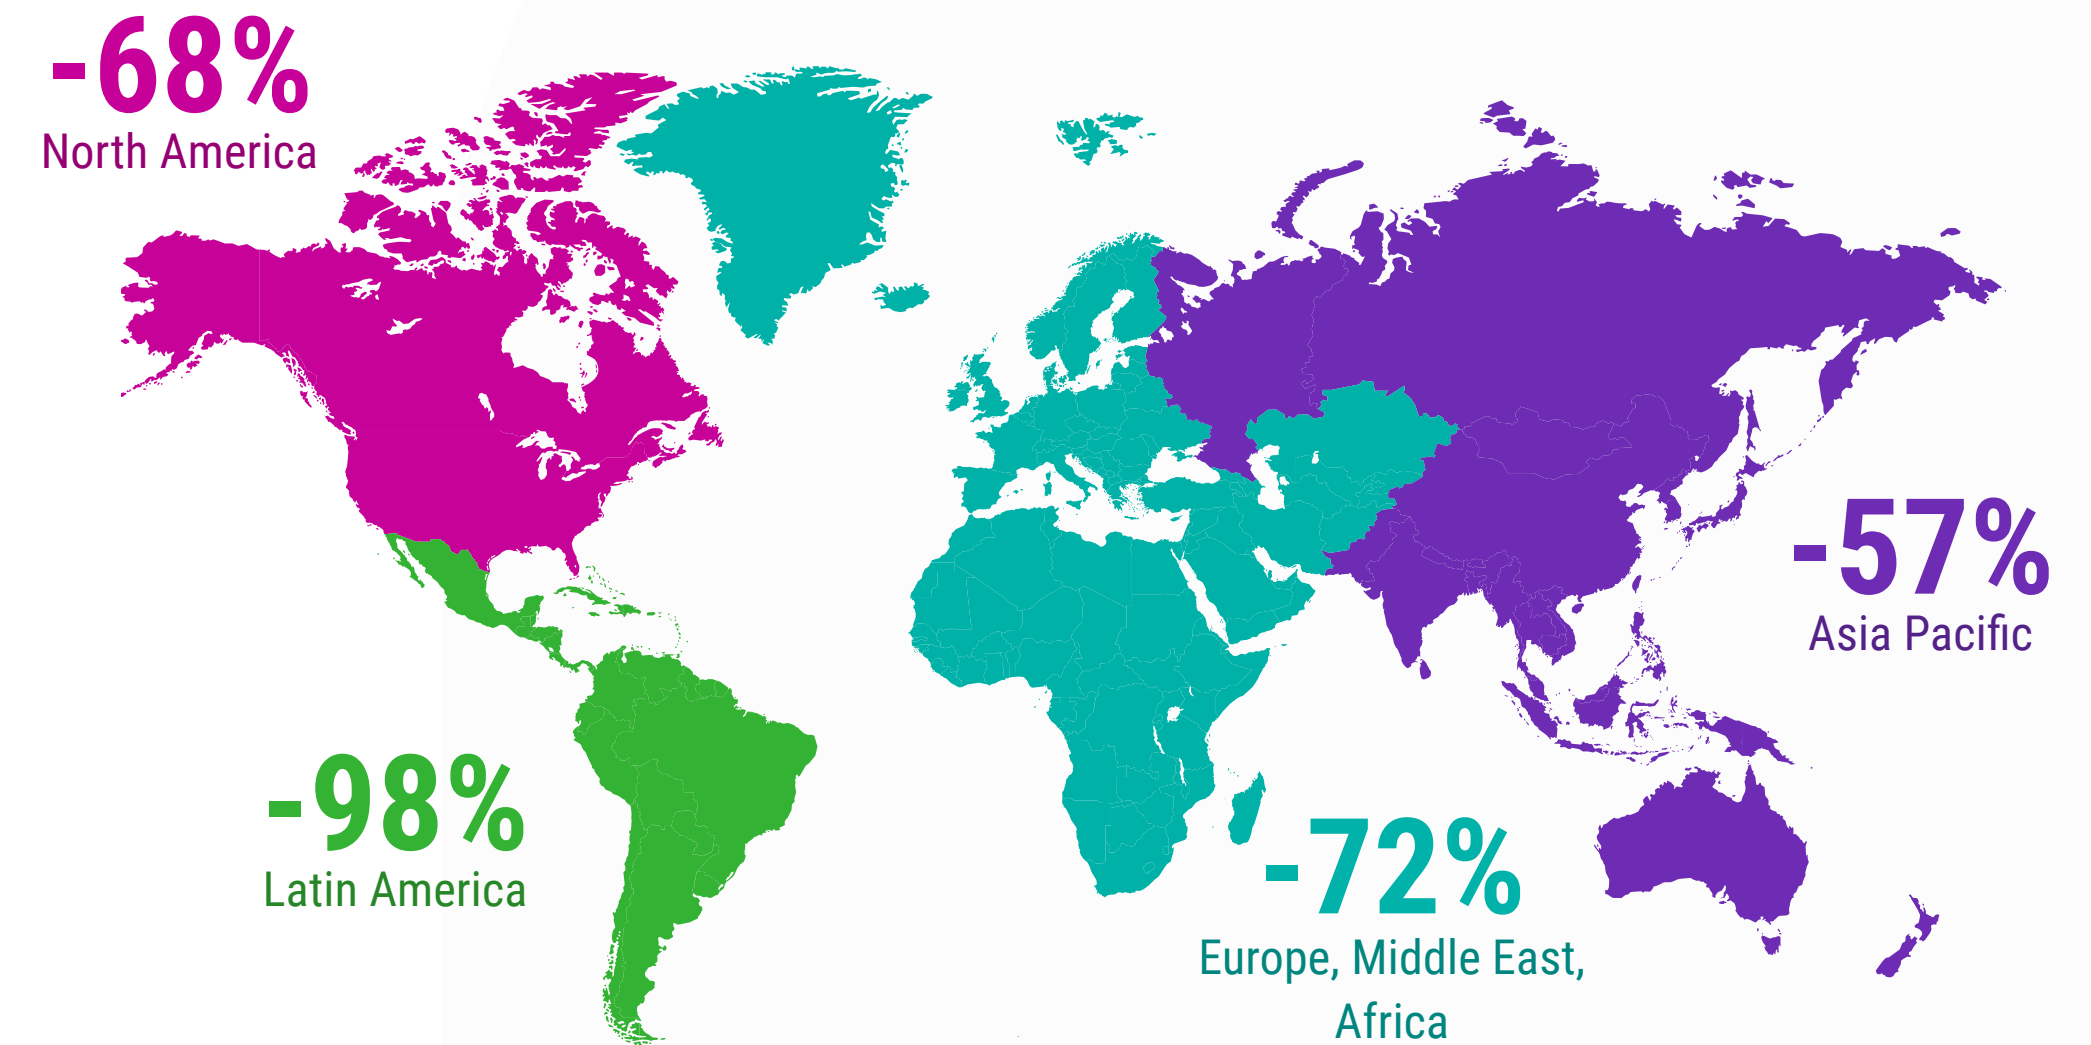 -68%
North America
-57%
Asia Pacific
-98%
Latin America
-72%
Europe, Middle East,
Africa